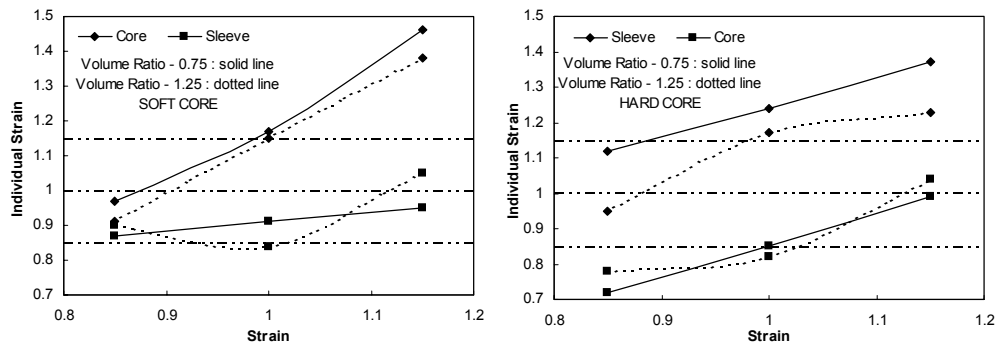 1.5
1.4
1.3
1.2
1.1
1
0.9
0.8
0.7
Individual Strain
Core Sleeve
Volume Ratio - 0.75 : solid line
Volume Ratio - 1.25 : dotted line
SOFT CORE
0.8 0.9 1 1.1 1.2
Strain
1.5
1.4
1.3
1.2
1.1
1
0.9
0.8
0.7
Individual Strain
Sleeve Core
Volume Ratio - 0.75 : solid line
Volume Ratio - 1.25 : dotted line
HARD CORE
0.8 0.9 1 1.1 1.2
Strain